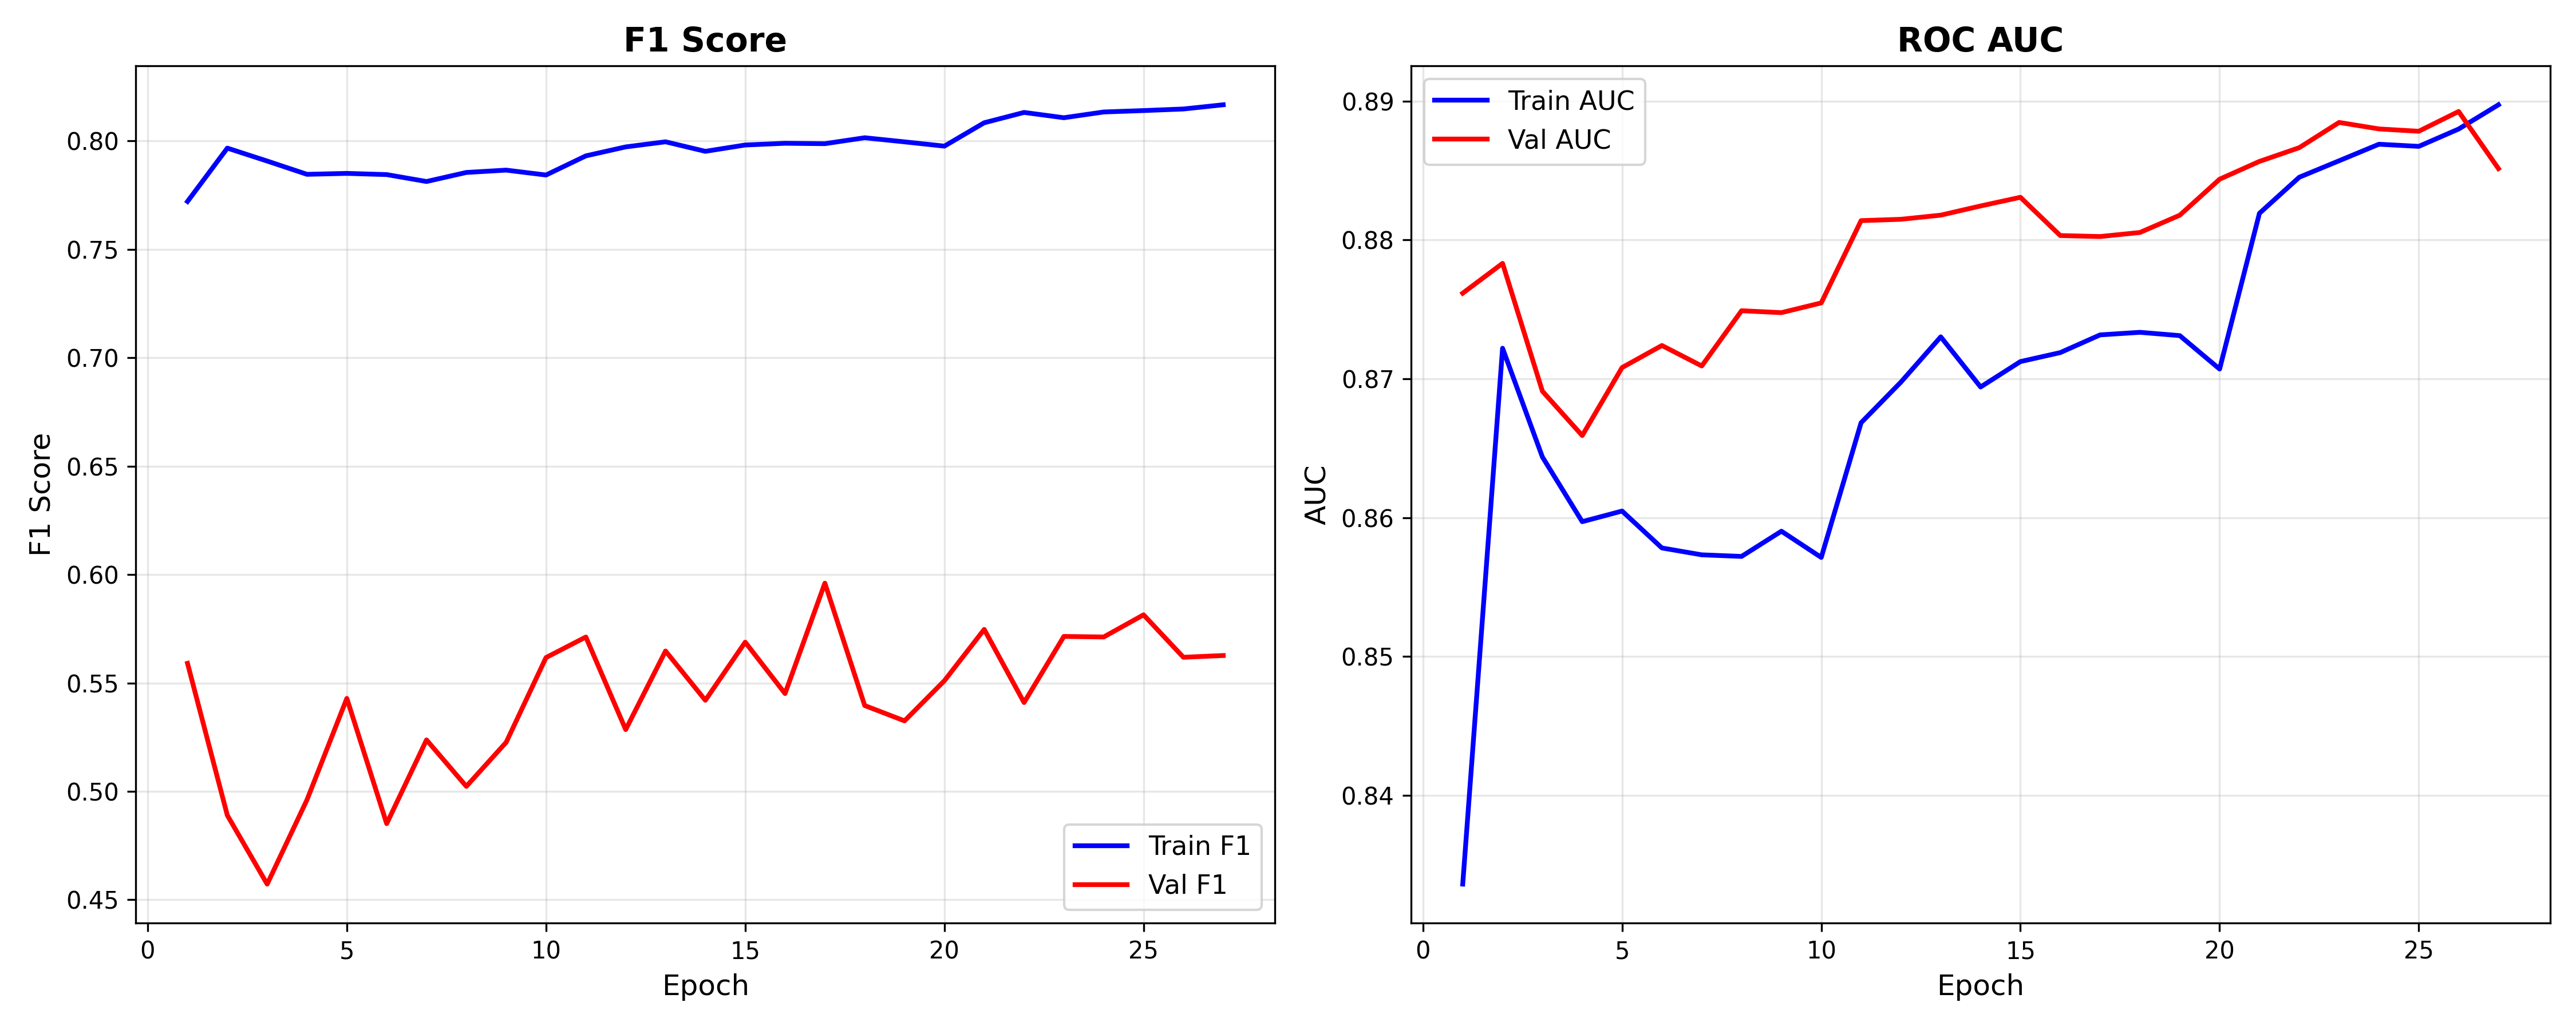 F1 Score
F1 Score
0.80
0.75
0.70
0.65
0.60
0.55
0.50
0.45
0 5 10 15 20 25
Epoch
Train F1
Val F1
ROC AUC
AUC
0.89
0.88
0.87
0.86
0.85
0.84
0 5 10 15 20 25
Epoch
Train AUC
Val AUC